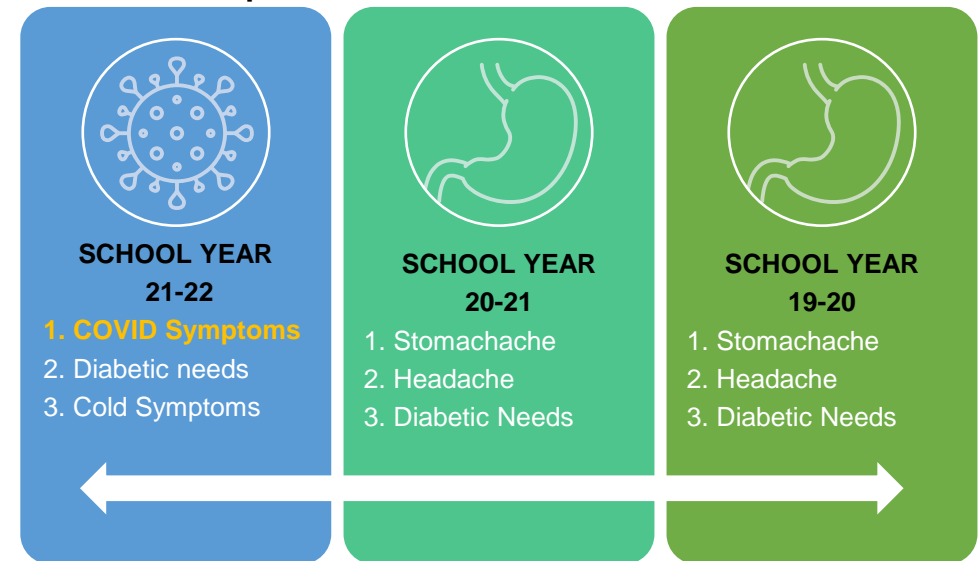 SCHOOL YEAR
21-22
1. COVID Symptoms
2. Diabetic needs
3. Cold Symptoms
SCHOOL YEAR
20-21
1. Stomachache
2. Headache
3. Diabetic Needs
SCHOOL YEAR
19-20
1. Stomachache
2. Headache
3. Diabetic Needs